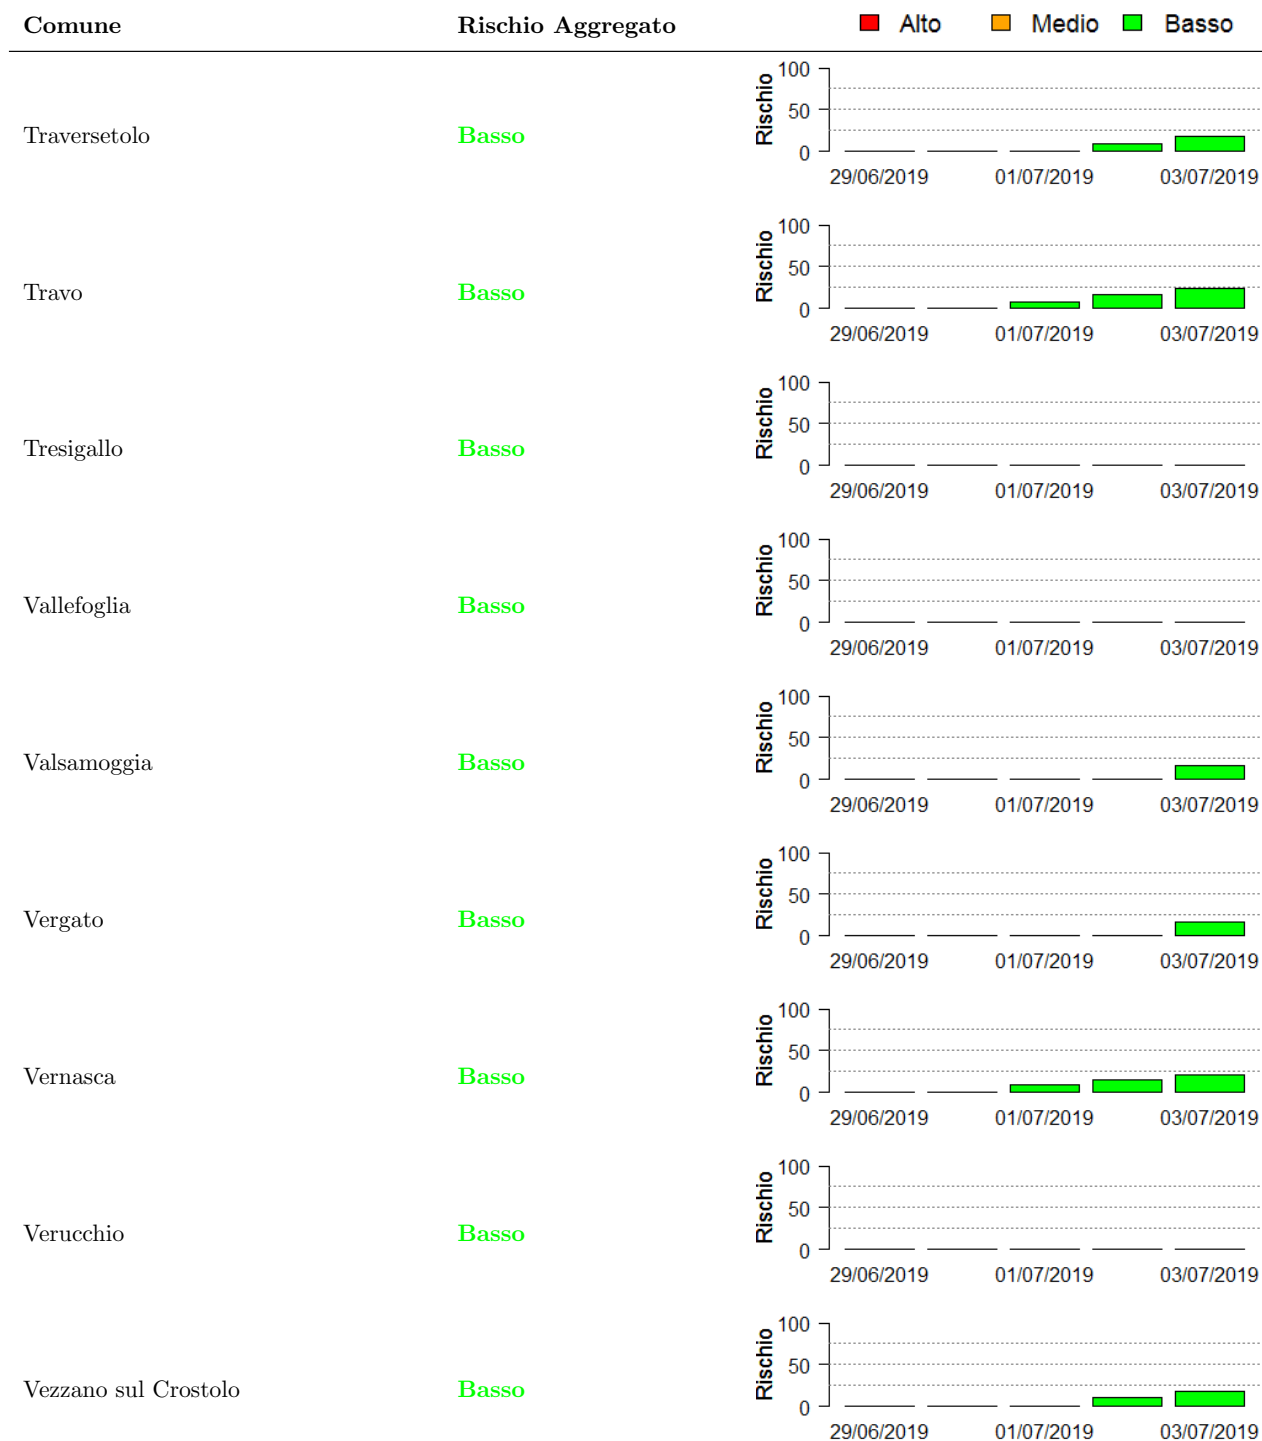 Comune Rischio Aggregato Alto Medio Basso
Traversetolo Basso
Rischio
100
50
0
29/06/2019 01/07/2019 03/07/2019
Travo Basso
Rischio
100
50
0
29/06/2019 01/07/2019 03/07/2019
Tresigallo Basso
Rischio
100
50
0
29/06/2019 01/07/2019 03/07/2019
Vallefoglia Basso
Rischio
100
50
0
29/06/2019 01/07/2019 03/07/2019
Valsamoggia Basso
Rischio
100
50
0
29/06/2019 01/07/2019 03/07/2019
Vergato Basso
Rischio
100
50
0
29/06/2019 01/07/2019 03/07/2019
Vernasca Basso
Rischio
100
50
0
29/06/2019 01/07/2019 03/07/2019
Verucchio Basso
Rischio
100
50
0
29/06/2019 01/07/2019 03/07/2019
Vezzano sul Crostolo Basso
Rischio
100
50
0
29/06/2019 01/07/2019 03/07/2019